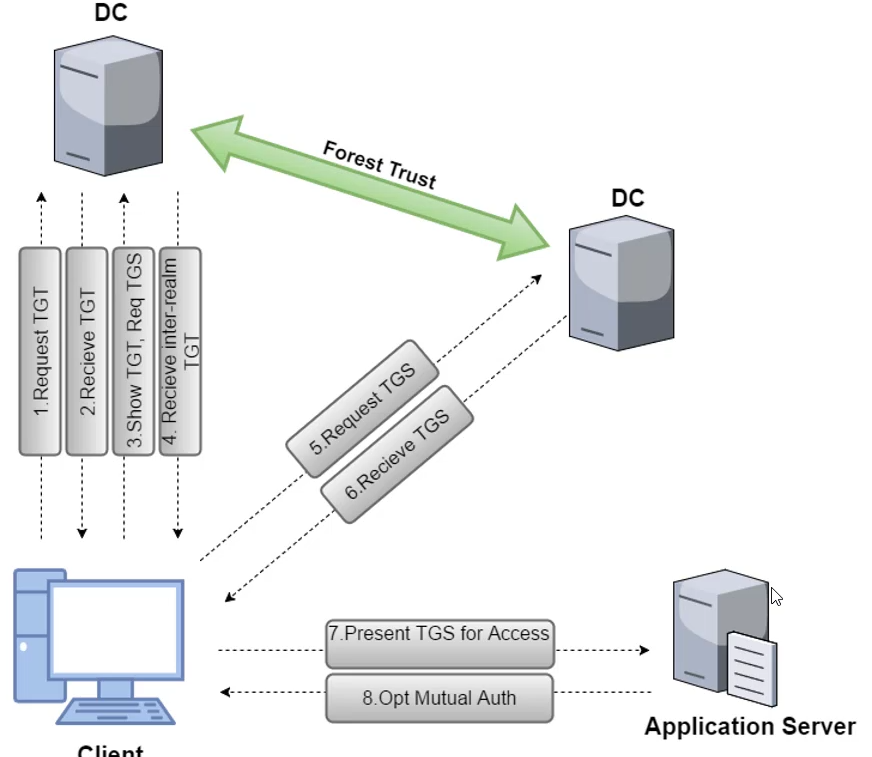 DC
Forest Trust
DC
1.Request TGT
2.Recieve TGT
3.Show TGT, Req TGS
4. Recieve inter-realm
TGT
5.Request TGS
6.Recieve TGS
7.Present TGS for Access
8.Opt Mutual Auth
Application Server
Client